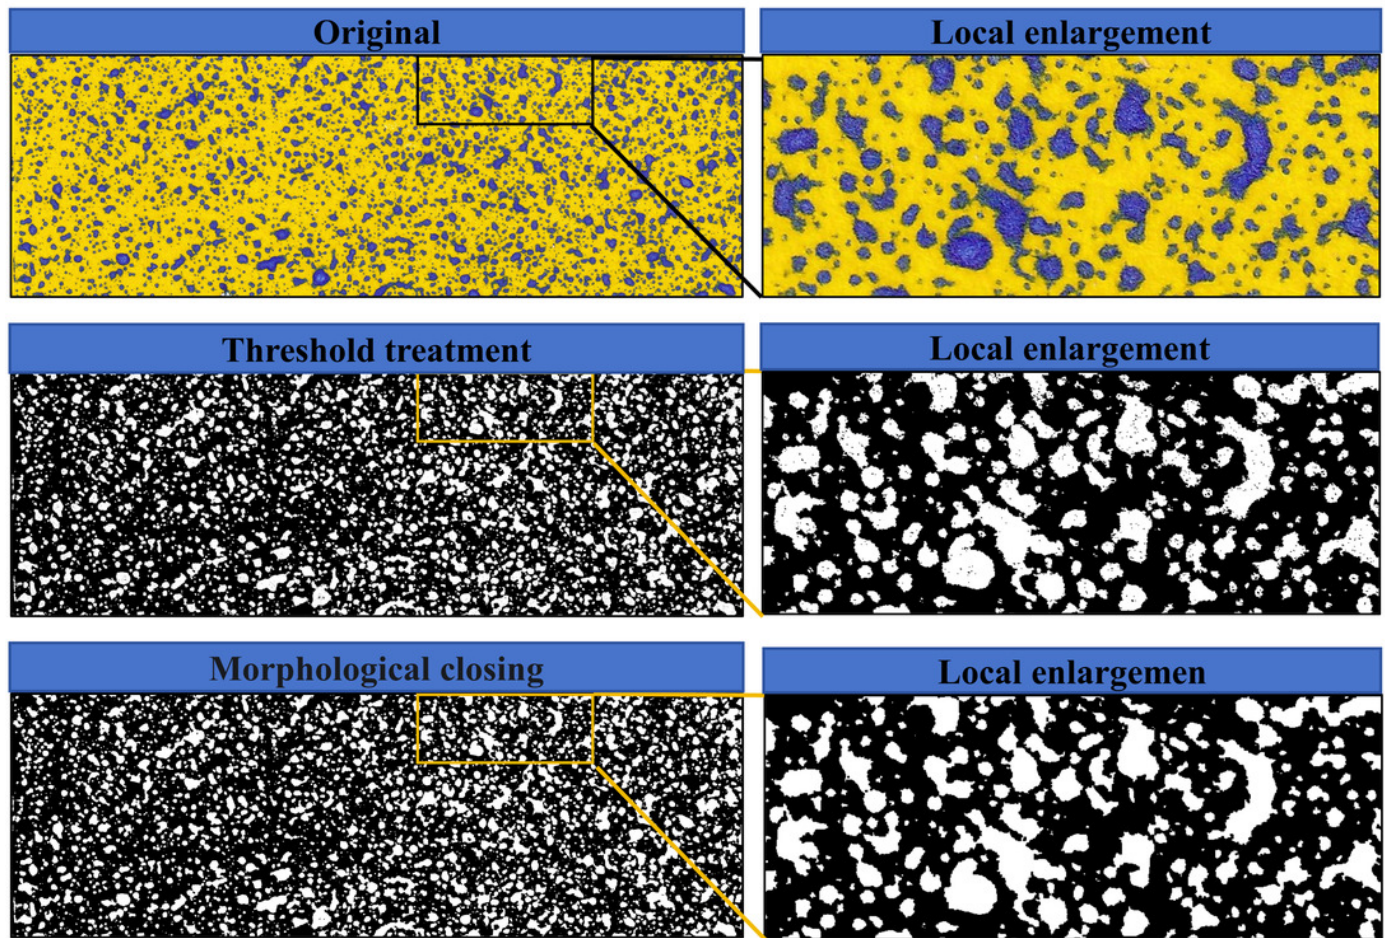 Original
Local enlargement
Threshold treatment
Local enlargement
Morphological closing
Local enlargemen